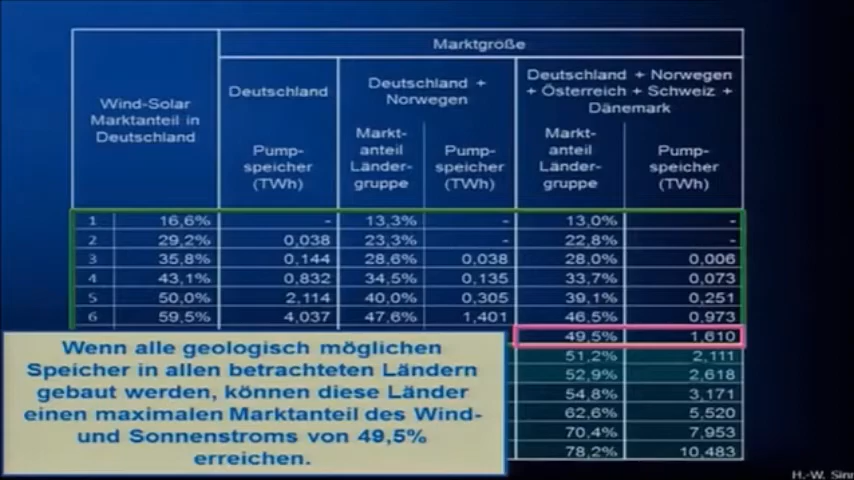 Marktgröße
Wind-Solar
Marktanteil in
Deutschland
Deutschland
Pump-
speicher
(TWh)
Deutschland +
Norwegen
Markt-
anteil
Länder-
gruppe
Pump-
speicher
(TWh)
Deutschland + Norwegen
+ Österreich + Schweiz +
Dänemark
Markt-
anteil
Länder-
gruppe
Pump-
speicher
(TWh)
1 16,6% - 13,3% - 13,0% -
2 29,2% 0,038 23,3% - 22,8% -
3 35,8% 0,144 28,6% 0,038 28,0% 0,006
4 43,1% 0,832 34,5% 0,135 33,7% 0,073
5 50,0% 2,114 40,0% 0,305 39,1% 0,251
6 59,5% 4,037 47,6% 1,401 46,5% 0,973
49,5% 1,610
51,2% 2,111
52,9% 2,618
54,8% 3,171
62,6% 5,520
70,4% 7,953
78,2% 10,483
Wenn alle geologisch möglichen
Speicher in allen betrachteten Ländern
gebaut werden, können diese Länder
einen maximalen Marktanteil des Wind-
und Sonnenstroms von 49,5%
erreichen.
H.-W. Sinn